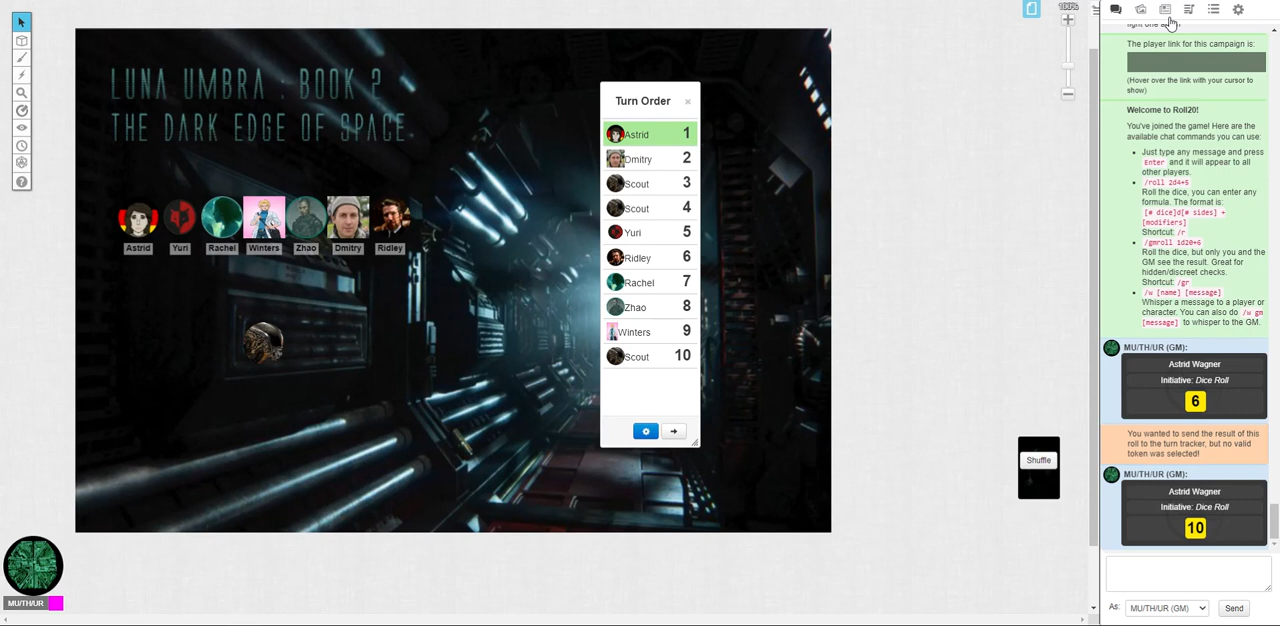 100%
LUNA UMBRA : BOOK 2
THE DARK EDGE OF SPACE
Astrid
Yuri
Rachel
Winters
Zhao
Dmitry
Ridley
Turn Order
×
Astrid 1
Dmitry 2
Scout 3
Scout 4
Yuri 5
Ridley 6
Rachel 7
Zhao 8
Winters 9
Scout 10
Shuffle
MU/TH/UR
The player link for this campaign is:
(Hover over the link with your cursor to
show)
Welcome to Roll20!
You've joined the game! Here are the
available chat commands you can use:
• Just type any message and press
Enter and it will appear to all
other players.
• /roll 2d4+5
Roll the dice, you can enter any
formula. The format is:
[# dice]d[# sides] +
[modifiers]
Shortcut: /r
• /gmroll 1d20+6
Roll the dice, but only you and the
GM see the result. Great for
hidden/discreet checks.
Shortcut: /gr
• /w [name] [message]
Whisper a message to a player or
character. You can also do /w gm
[message] to whisper to the GM.
MU/TH/UR (GM):
Astrid Wagner
Initiative: Dice Roll
6
You wanted to send the result of this
roll to the turn tracker, but no valid
token was selected!
MU/TH/UR (GM):
Astrid Wagner
Initiative: Dice Roll
10
As: MU/TH/UR (GM) Send